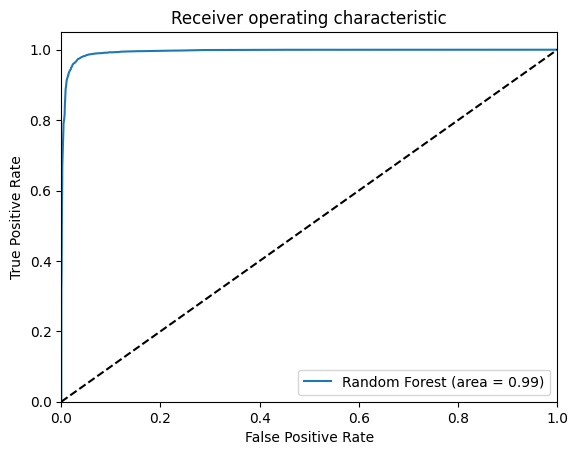 Receiver operating characteristic
True Positive Rate
1.0
0.8
0.6
0.4
0.2
0.0
Random Forest (area = 0.99)
0.0 0.2 0.4 0.6 0.8 1.0
False Positive Rate